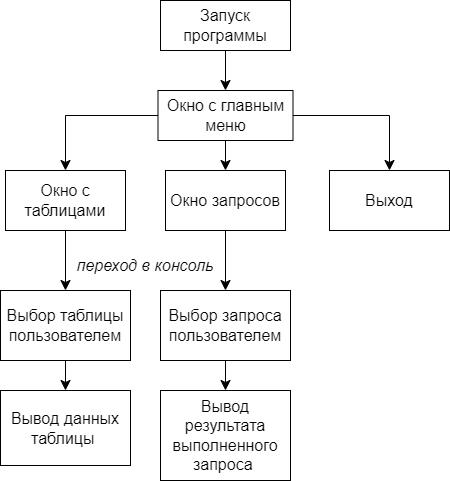 Запуск
программы
Окно с главным
меню
Окно с
таблицами
Окно запросов
Выход
переход в консоль
Выбор таблицы
пользователем
Выбор запроса
пользователем
Вывод данных
таблицы
Вывод
результата
выполненного
запроса